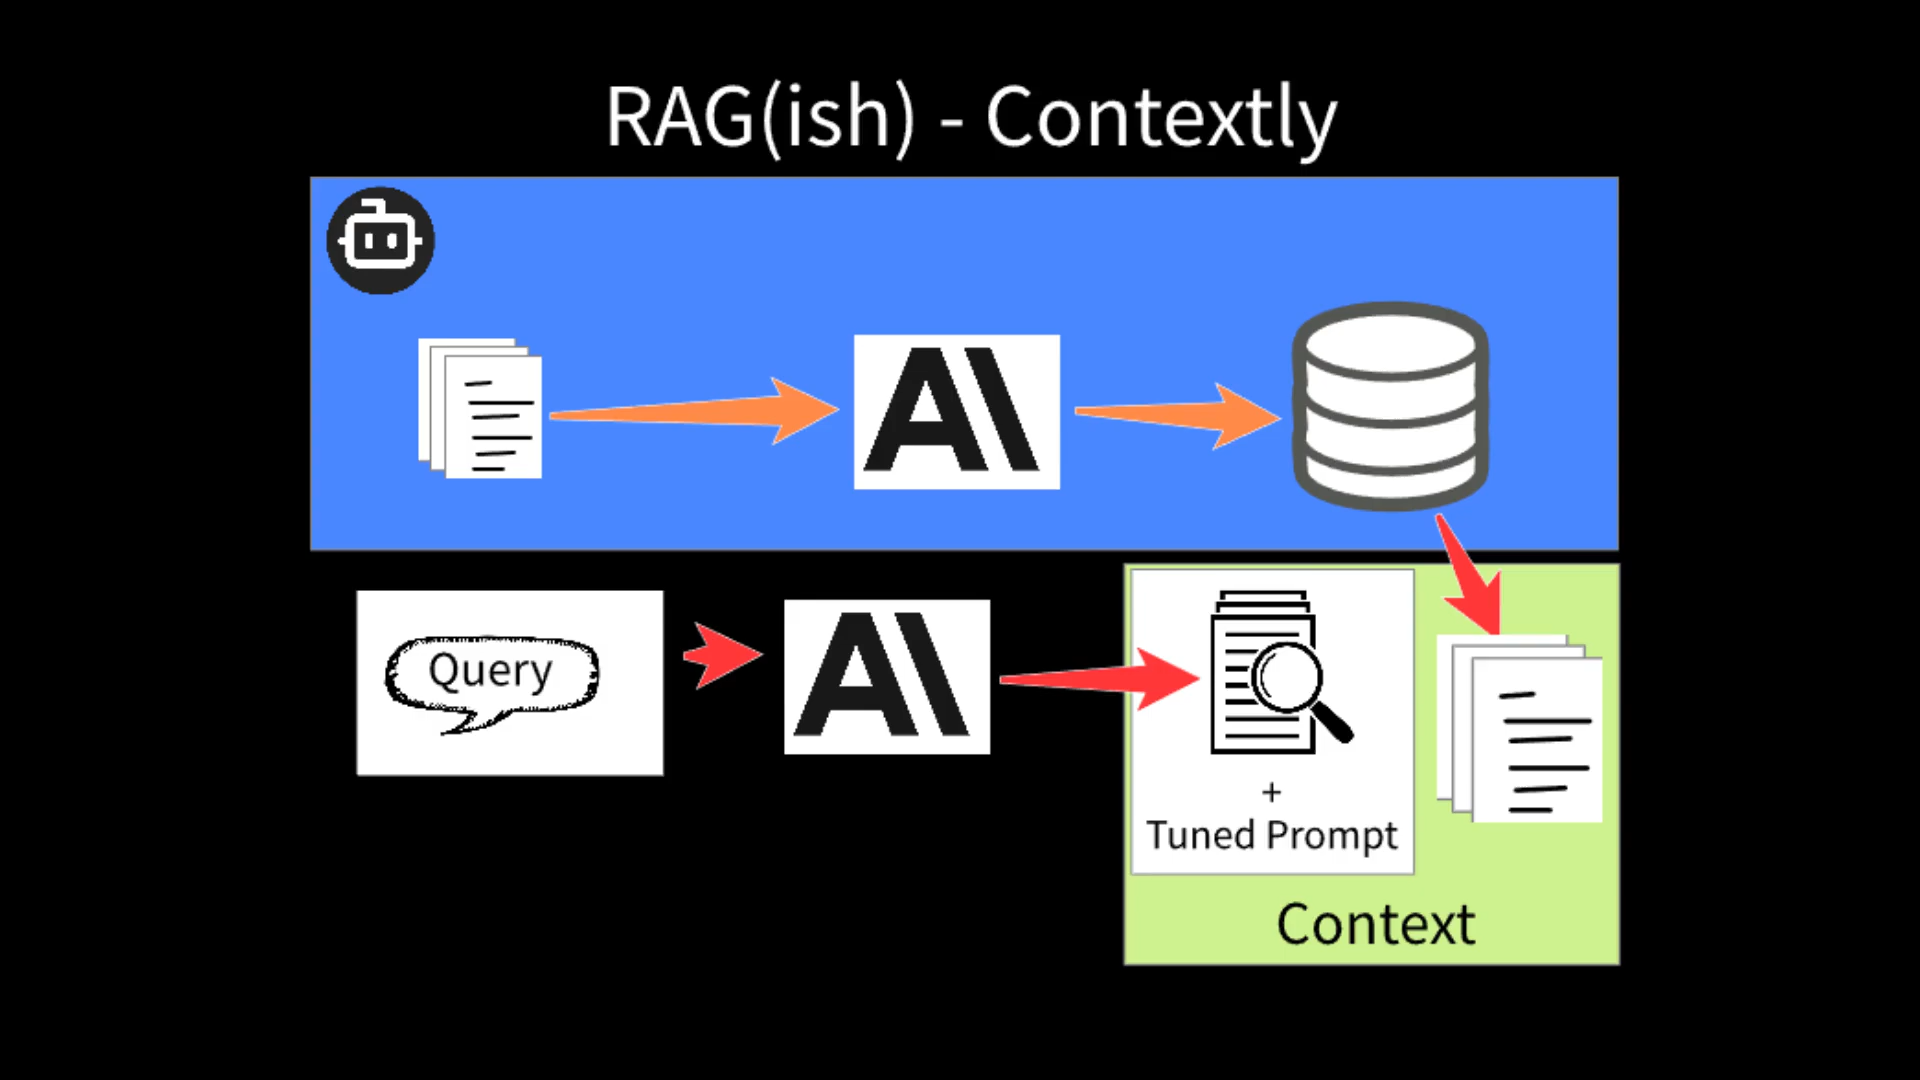 RAG(ish) - Contextly
A\
Query
A\
+
Tuned Prompt
Context